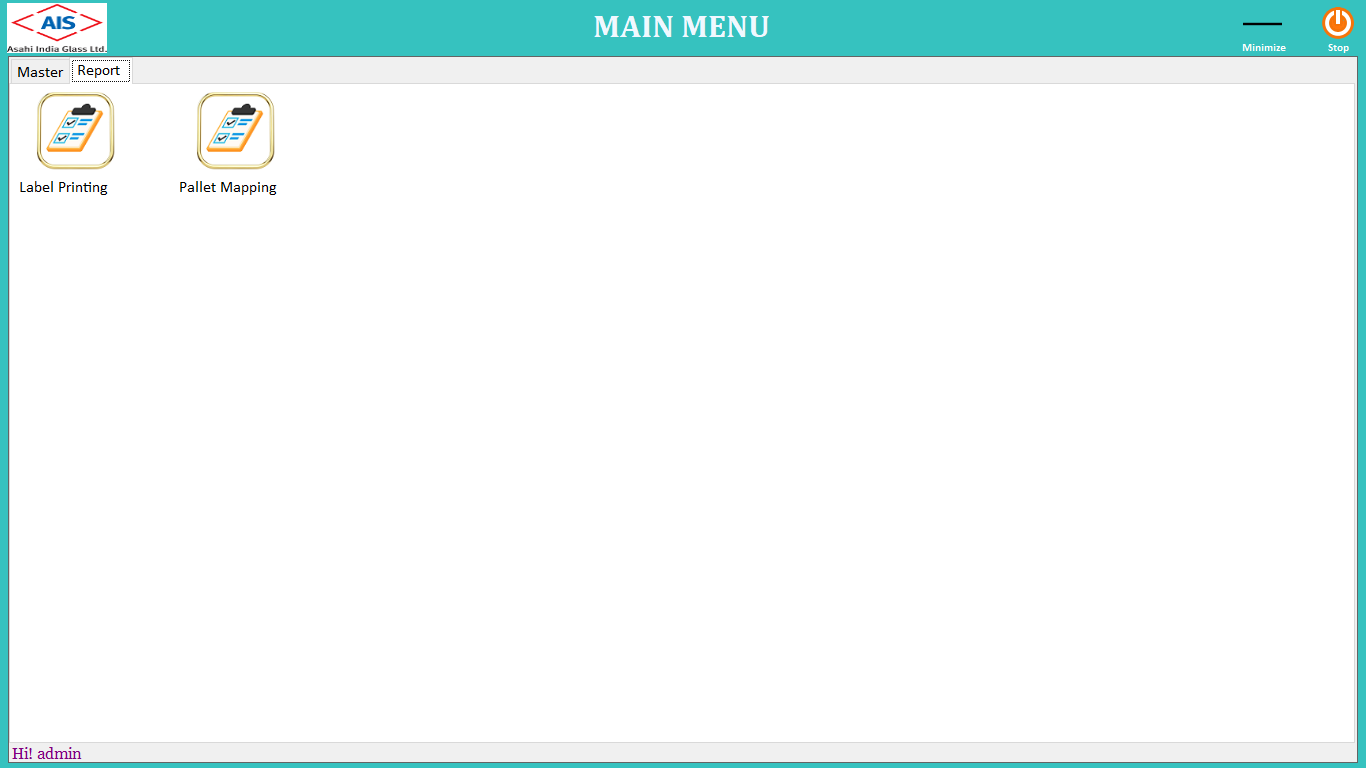 AIS
Asahi India Glass Ltd.
MAIN MENU
Minimize
Stop
Master
Report
Label Printing
Pallet Mapping
Hi! admin